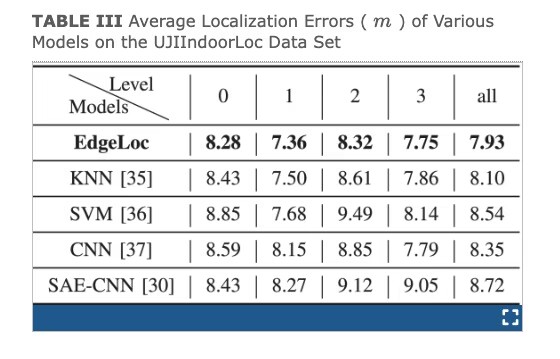 TABLE III Average Localization Errors ( m ) of Various
Models on the UJIIndoorLoc Data Set
Level
Models 0 1 2 3 all
EdgeLoc 8.28 7.36 8.32 7.75 7.93
KNN [35] 8.43 7.50 8.61 7.86 8.10
SVM [36] 8.85 7.68 9.49 8.14 8.54
CNN [37] 8.59 8.15 8.85 7.79 8.35
SAE-CNN [30] 8.43 8.27 9.12 9.05 8.72